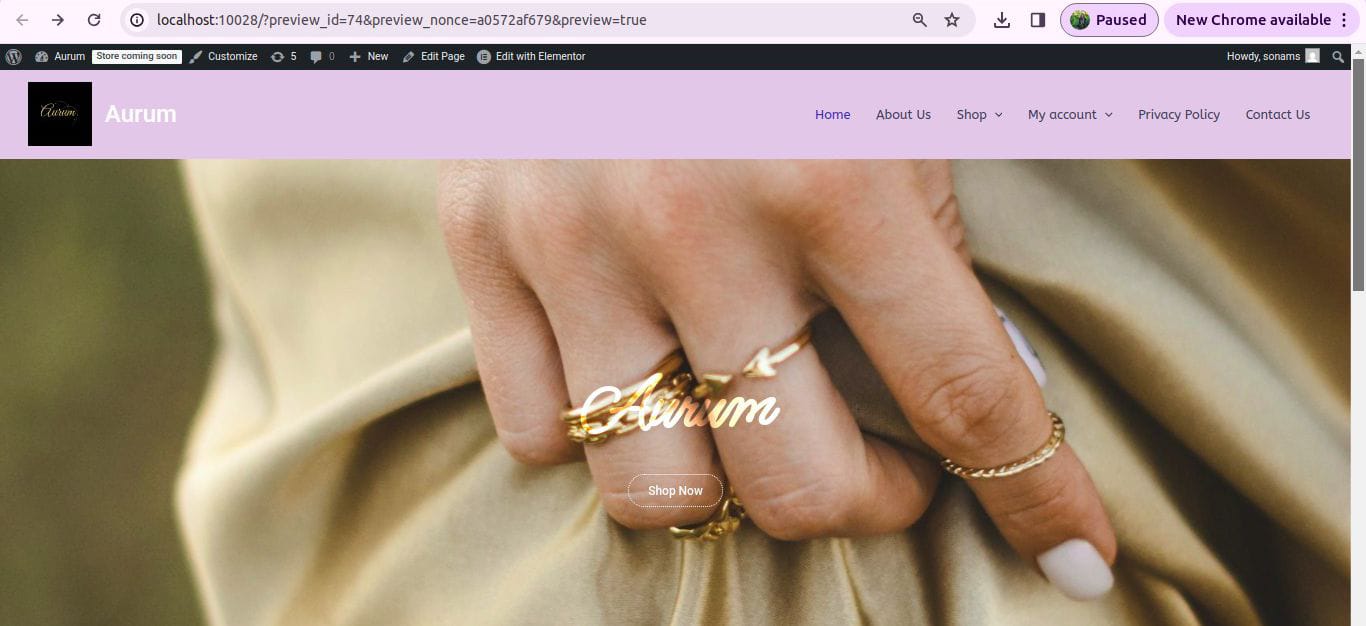 localhost:10028/?preview_id=74&preview_nonce=a0572af679&preview=true Paused New Chrome available
Aurum Store coming soon Customize 5 0 New Edit Page Edit with Elementor Howdy, sonams
Aurum Aurum Home About Us Shop My account Privacy Policy Contact Us
Aurum
Shop Now